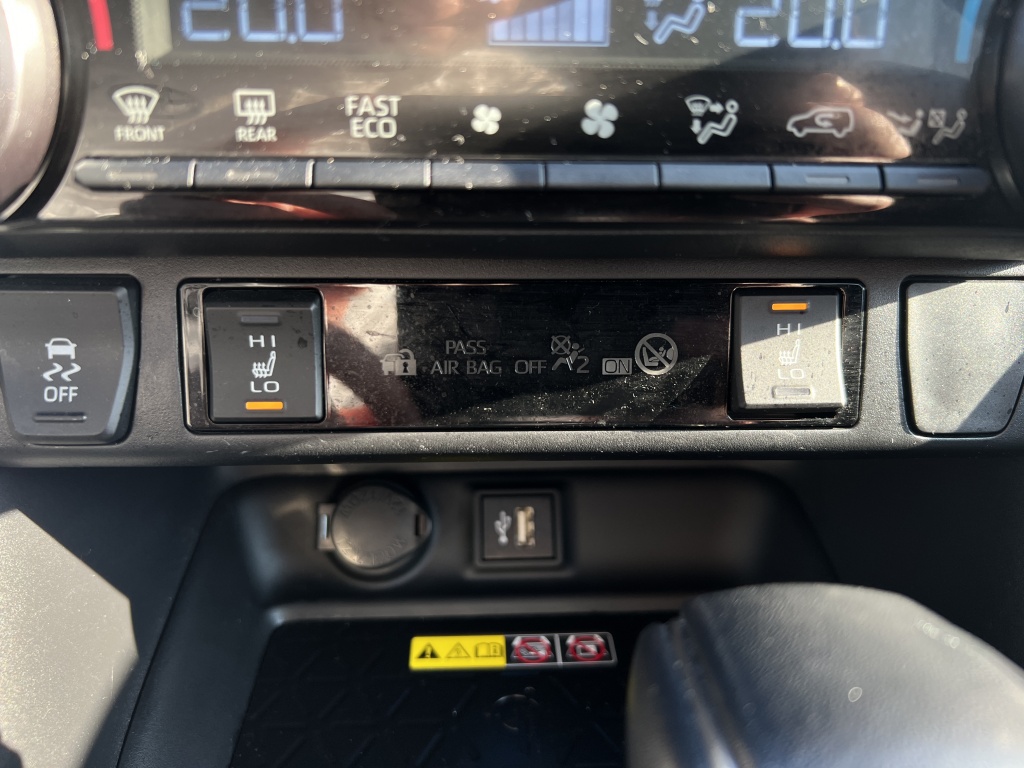 20.0 20.0
FRONT REAR FAST ECO
HI HI
LO LO
OFF
PASS
AIR BAG OFF 2 ON